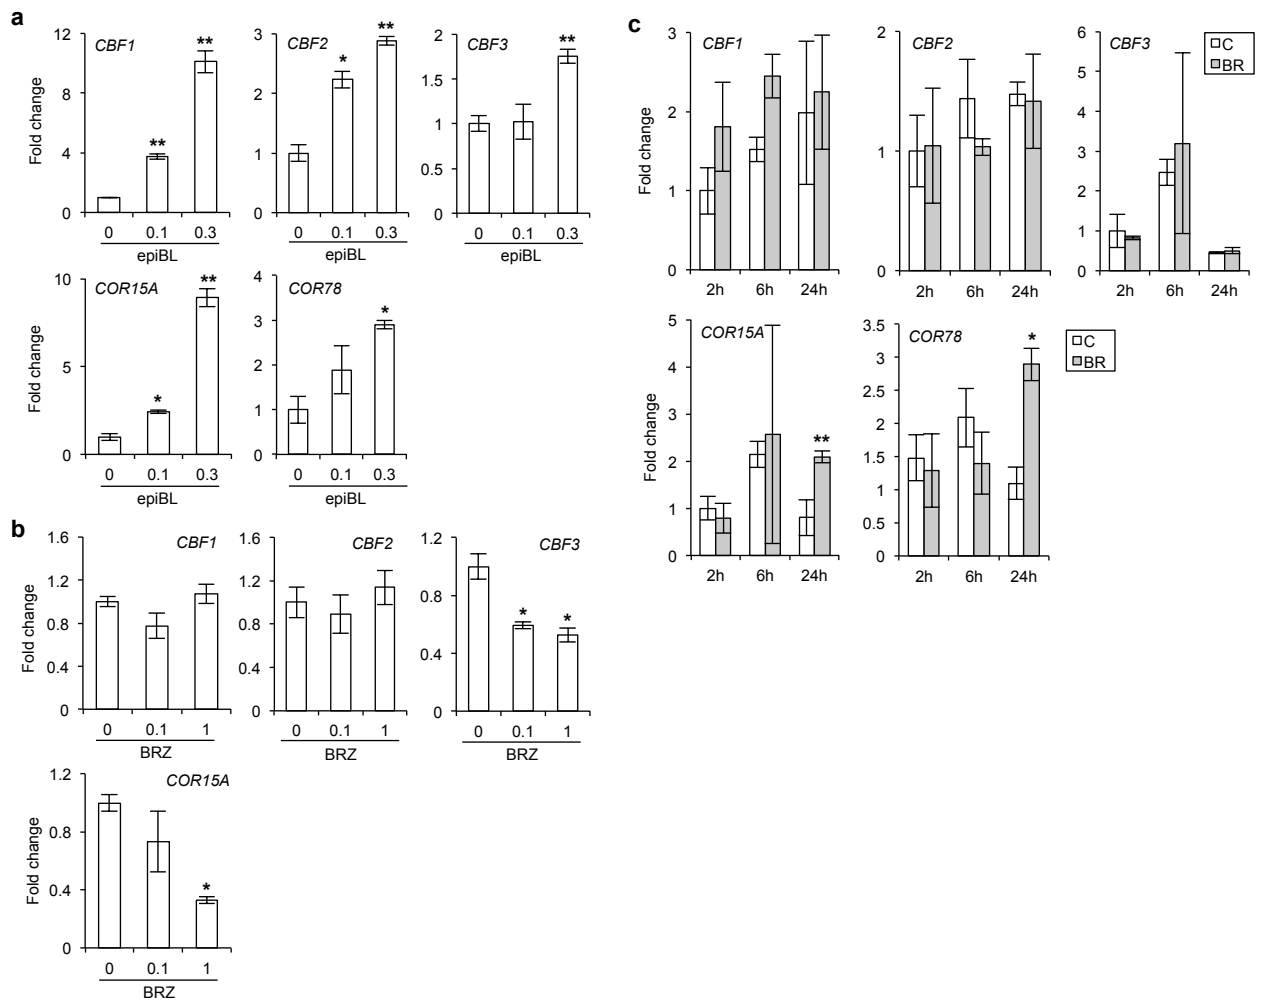 a
CBF1
Fold change
12
8
4
0
**
**
0 0.1 0.3
epiBL
CBF2
3
2
1
0
*
**
0 0.1 0.3
epiBL
CBF3
2
1.5
1
0.5
0
**
0 0.1 0.3
epiBL
COR15A
Fold change
10
5
0
*
**
0 0.1 0.3
epiBL
COR78
4
3
2
1
0
*
0 0.1 0.3
epiBL
b
CBF1
Fold change
1.6
1.2
0.8
0.4
0
0 0.1 1
BRZ
CBF2
1.6
1.2
0.8
0.4
0
0 0.1 1
BRZ
CBF3
1.2
0.8
0.4
0
*
*
0 0.1 1
BRZ
COR15A
Fold change
1.2
0.8
0.4
0
*
0 0.1 1
BRZ
c
CBF1
Fold change
3
2
1
0
2h 6h 24h
CBF2
2
1
0
2h 6h 24h
CBF3
6
5
4
3
2
1
0
2h 6h 24h
C
BR
COR15A
Fold change
5
4
3
2
1
0
**
2h 6h 24h
COR78
3.5
3
2.5
2
1.5
1
0.5
0
*
2h 6h 24h
C
BR